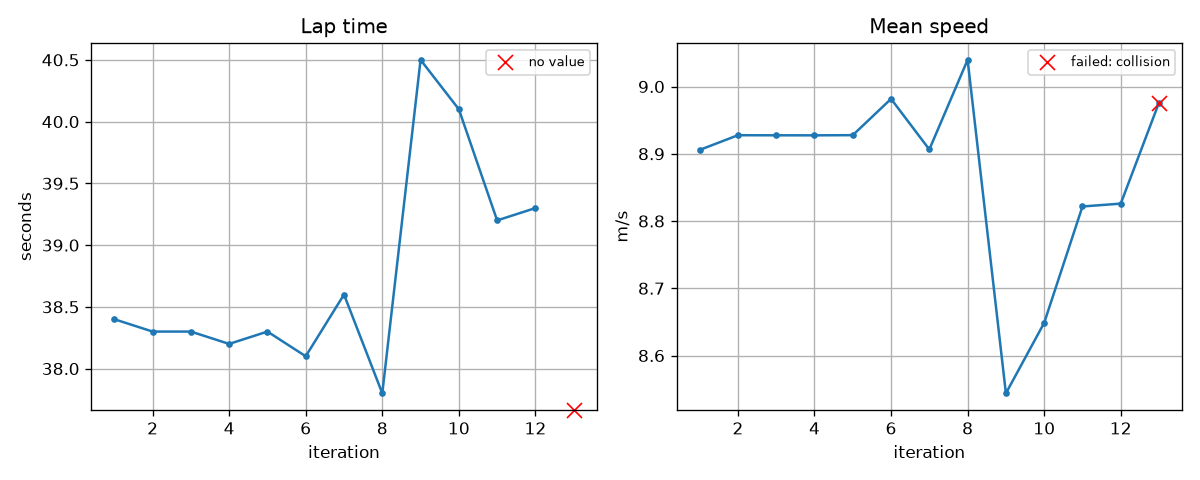 Lap time
no value
40.5
40.0
39.5
39.0
38.5
38.0
seconds
2 4 6 8 10 12
iteration
Mean speed
failed: collision
9.0
8.9
8.8
8.7
8.6
m/s
2 4 6 8 10 12
iteration